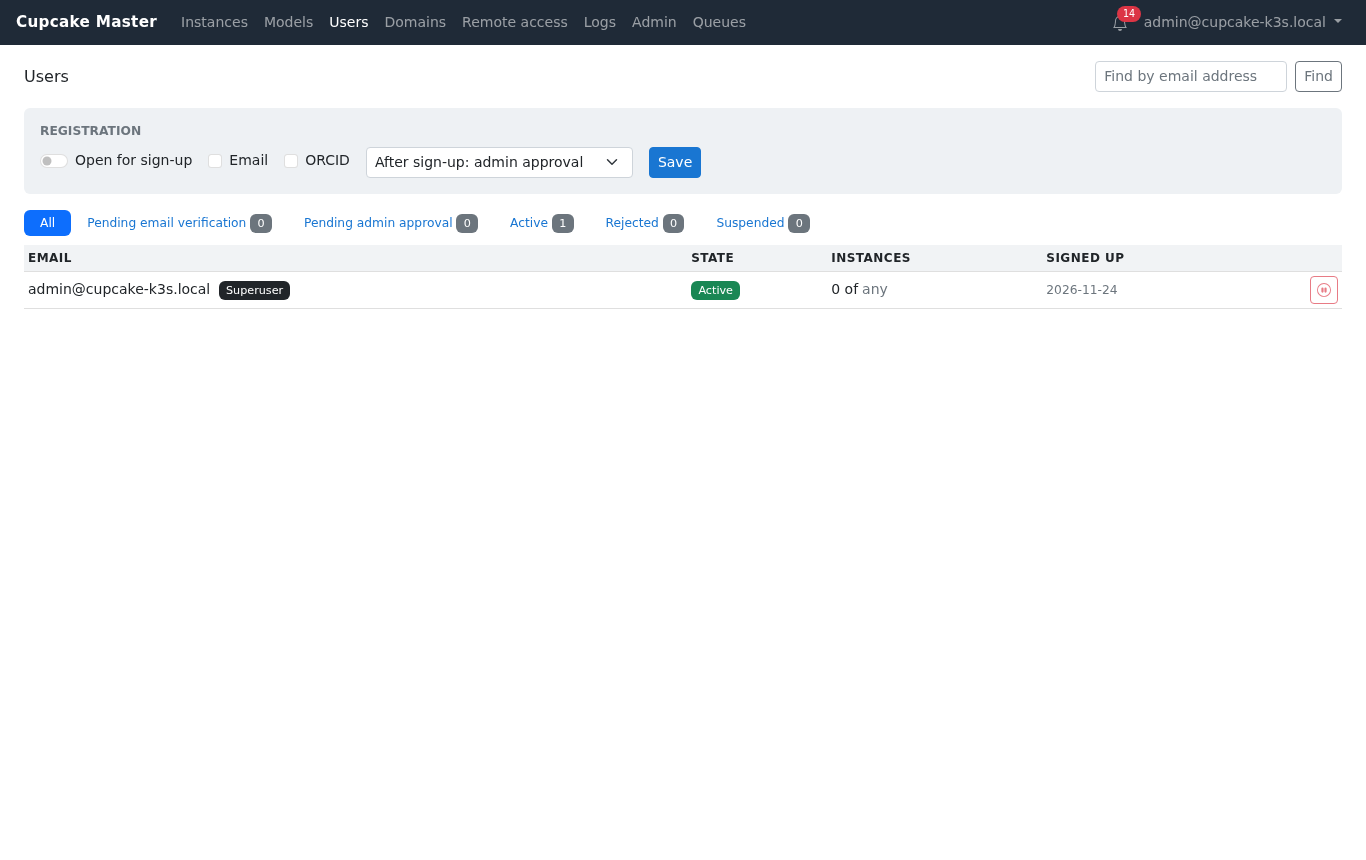 Cupcake Master Instances Models Users Domains Remote access Logs Admin Queues 14 admin@cupcake-k3s.local
Users Find by email address Find
REGISTRATION
Open for sign-up Email ORCID After sign-up: admin approval Save
All Pending email verification 0 Pending admin approval 0 Active 1 Rejected 0 Suspended 0
EMAIL STATE INSTANCES SIGNED UP
admin@cupcake-k3s.local Superuser Active 0 of any 2026-11-24